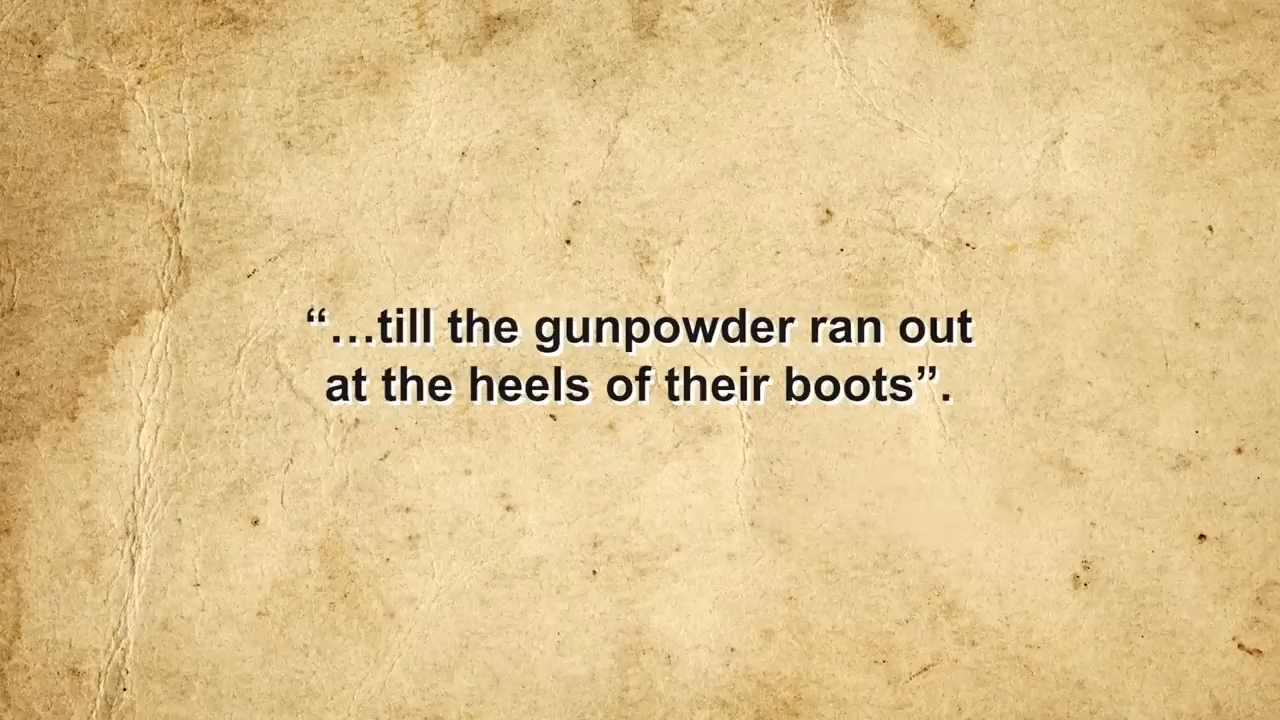 “…till the gunpowder ran out
at the heels of their boots”.